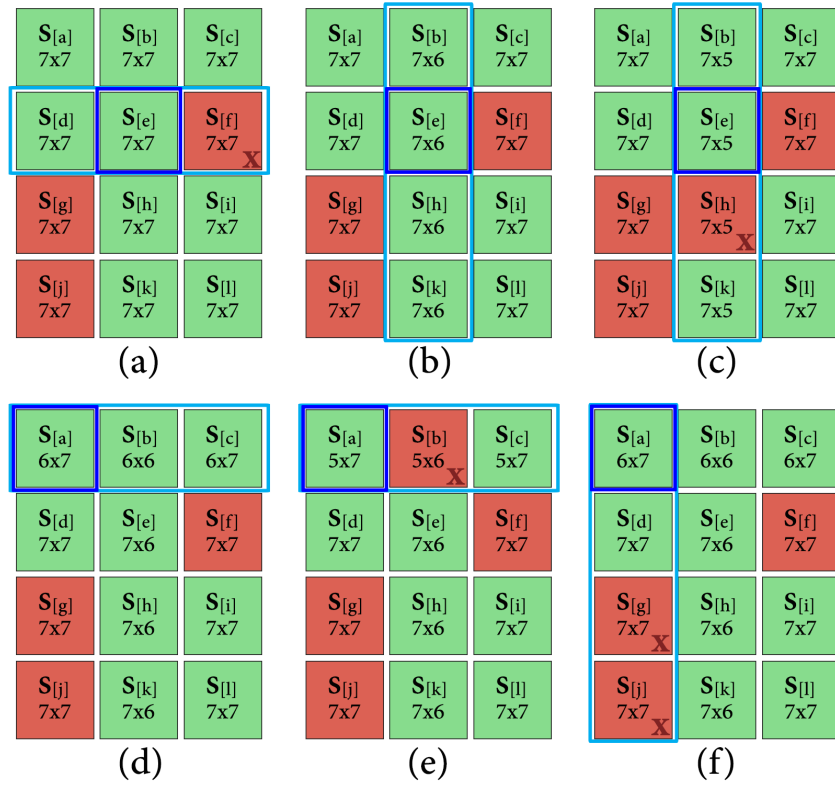 S[a] S[b] S[c] S[a] S[b] S[c] S[a] S[b] S[c]
7x7 7x7 7x7 7x7 7x6 7x7 7x7 7x5 7x7
S[d] S[e] S[f] S[d] S[e] S[f] S[d] S[e] S[f]
7x7 7x7 7x7 7x7 7x6 7x7 7x7 7x5 7x7
X
S[g] S[h] S[i] S[g] S[h] S[i] S[g] S[h] S[i]
7x7 7x7 7x7 7x7 7x6 7x7 7x7 7x5 7x7
X
S[j] S[k] S[l] S[j] S[k] S[l] S[j] S[k] S[l]
7x7 7x7 7x7 7x7 7x6 7x7 7x7 7x5 7x7
(a) (b) (c)
S[a] S[b] S[c] S[a] S[b] S[c] S[a] S[b] S[c]
6x7 6x6 6x7 5x7 5x6 5x7 6x7 6x6 6x7
X
S[d] S[e] S[f] S[d] S[e] S[f] S[d] S[e] S[f]
7x7 7x6 7x7 7x7 7x6 7x7 7x7 7x6 7x7
S[g] S[h] S[i] S[g] S[h] S[i] S[g] S[h] S[i]
7x7 7x6 7x7 7x7 7x6 7x7 7x7 7x6 7x7
X
S[j] S[k] S[l] S[j] S[k] S[l] S[j] S[k] S[l]
7x7 7x6 7x7 7x7 7x6 7x7 7x7 7x6 7x7
X
(d) (e) (f)